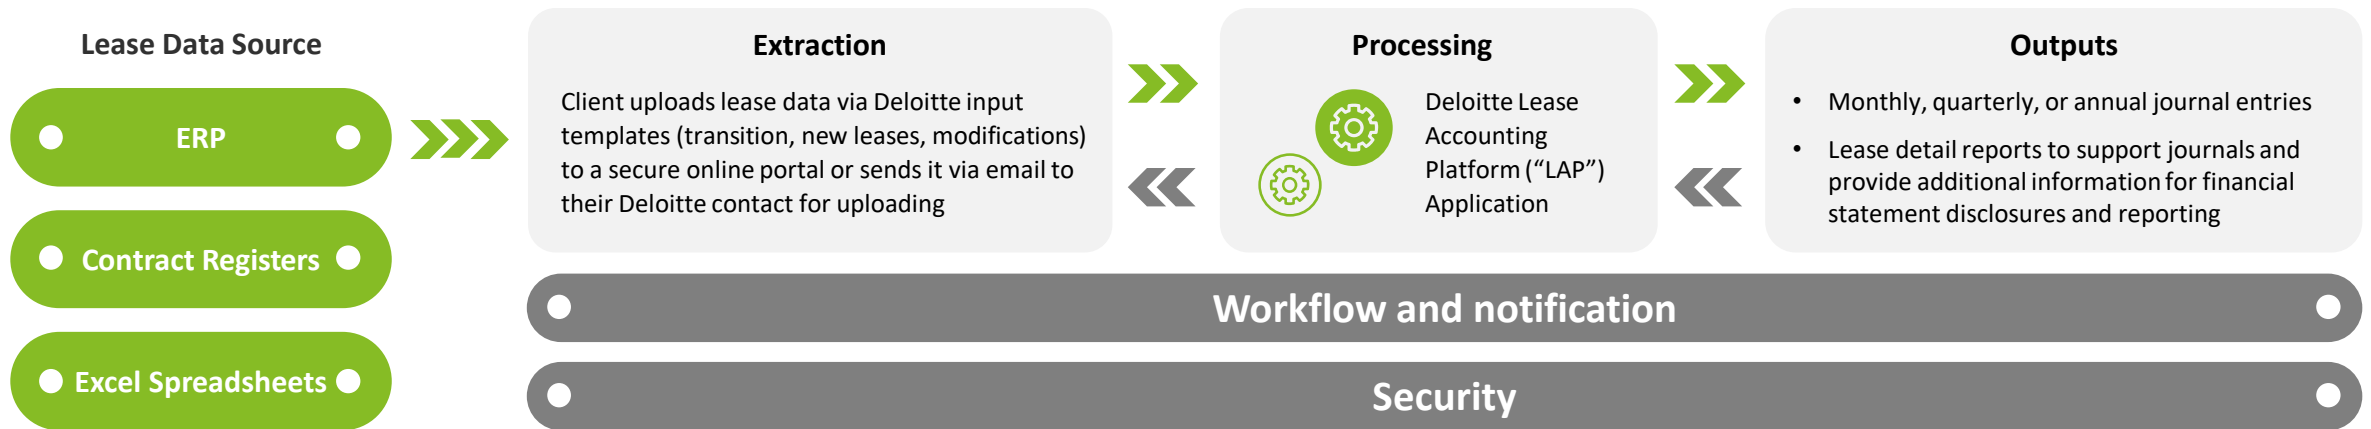 Lease Data Source
ERP
Contract Registers
Excel Spreadsheets
Extraction
Client uploads lease data via Deloitte input
templates (transition, new leases, modifications)
to a secure online portal or sends it via email to
their Deloitte contact for uploading
Processing
Deloitte Lease
Accounting
Platform (“LAP”)
Application
Outputs
• Monthly, quarterly, or annual journal entries
• Lease detail reports to support journals and
provide additional information for financial
statement disclosures and reporting
Workflow and notification
Security